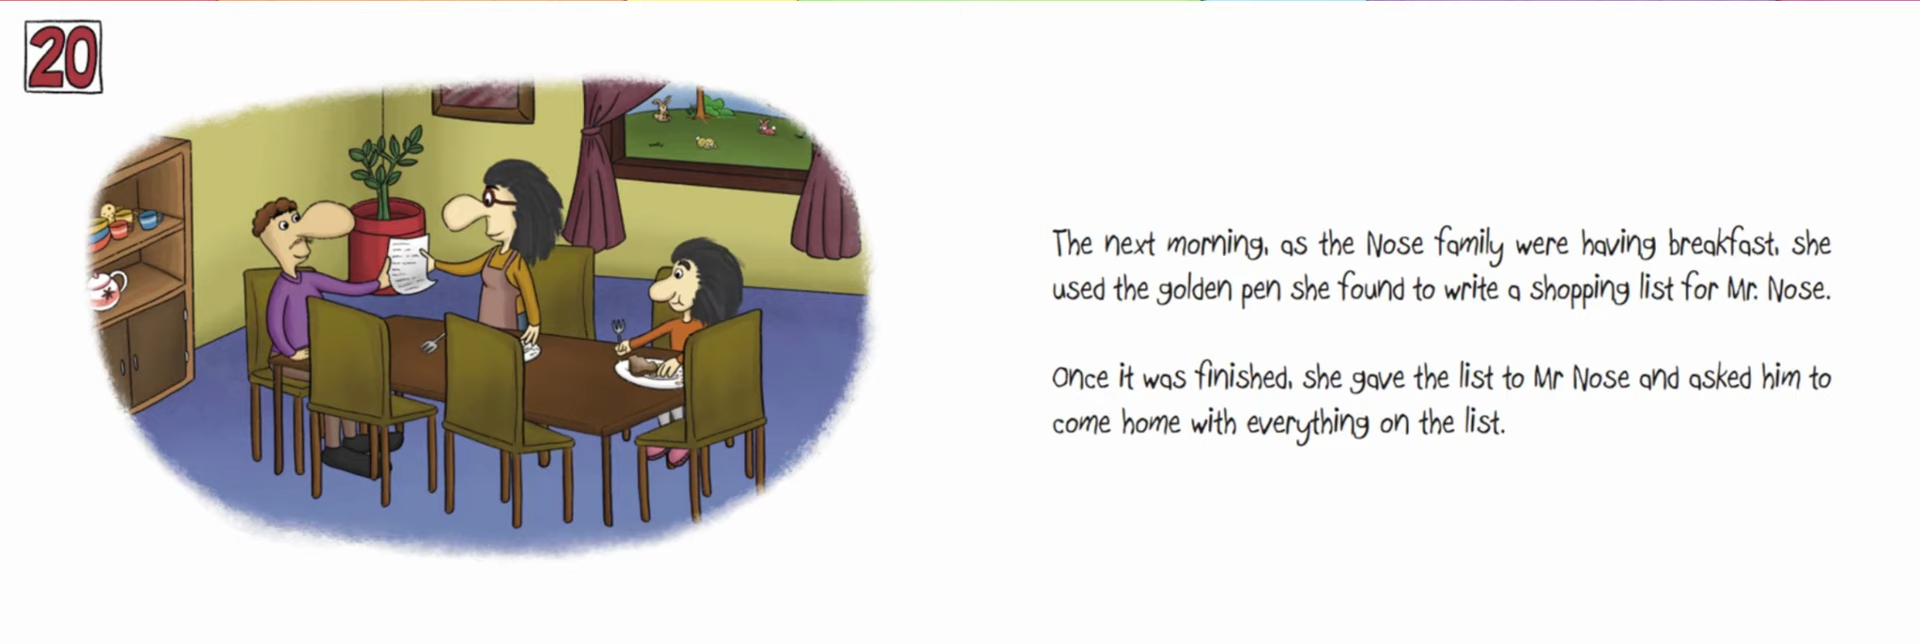 20
The next morning, as the Nose family were having breakfast, she
used the golden pen she found to write a shopping list for Mr. Nose.
Once it was finished, she gave the list to Mr Nose and asked him to
come home with everything on the list.